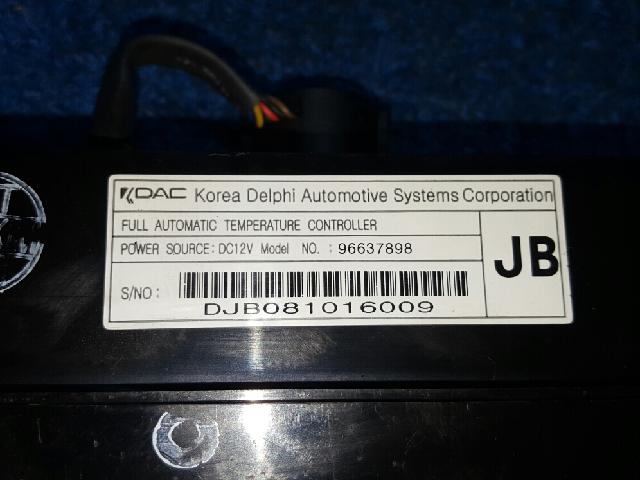 KDAC Korea Delphi Automotive Systems Corporation
FULL AUTOMATIC TEMPERATURE CONTROLLER
POWER SOURCE: DC12V Model NO. : 96637898
JB
S/NO :
DJB081016009